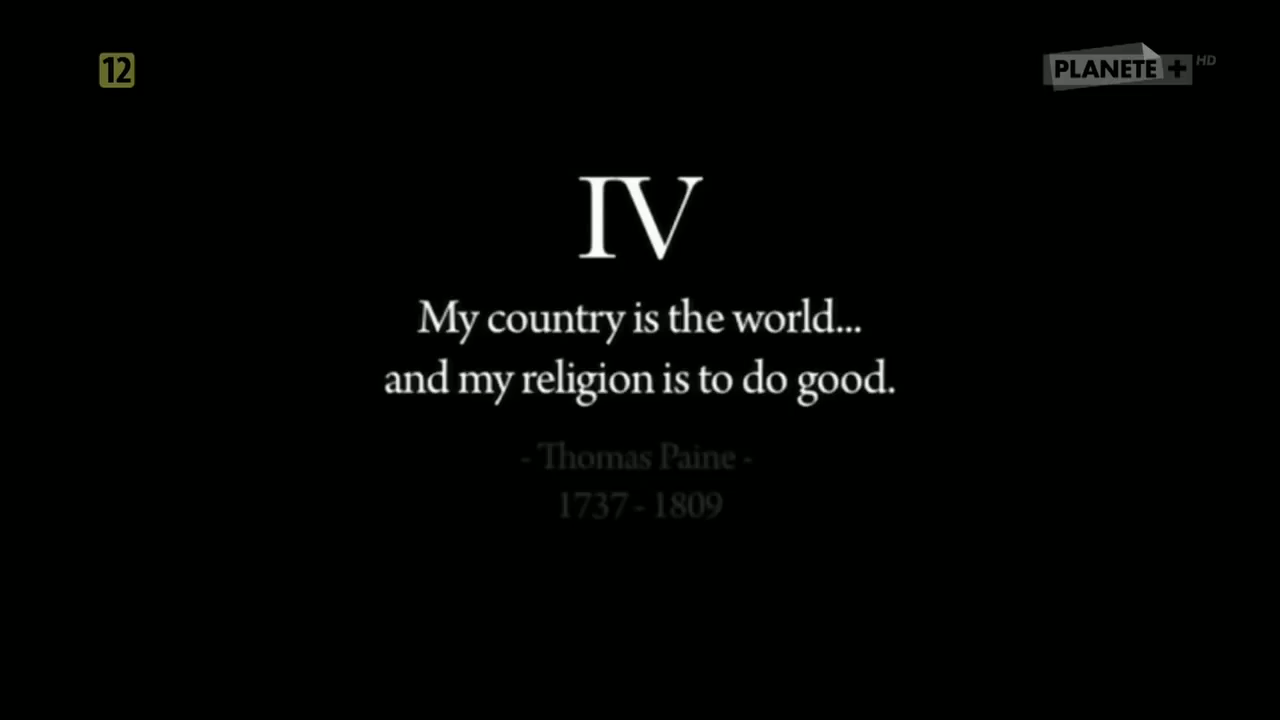 12
PLANETE + HD
IV
My country is the world...
and my religion is to do good.
- Thomas Paine -
1737 - 1809